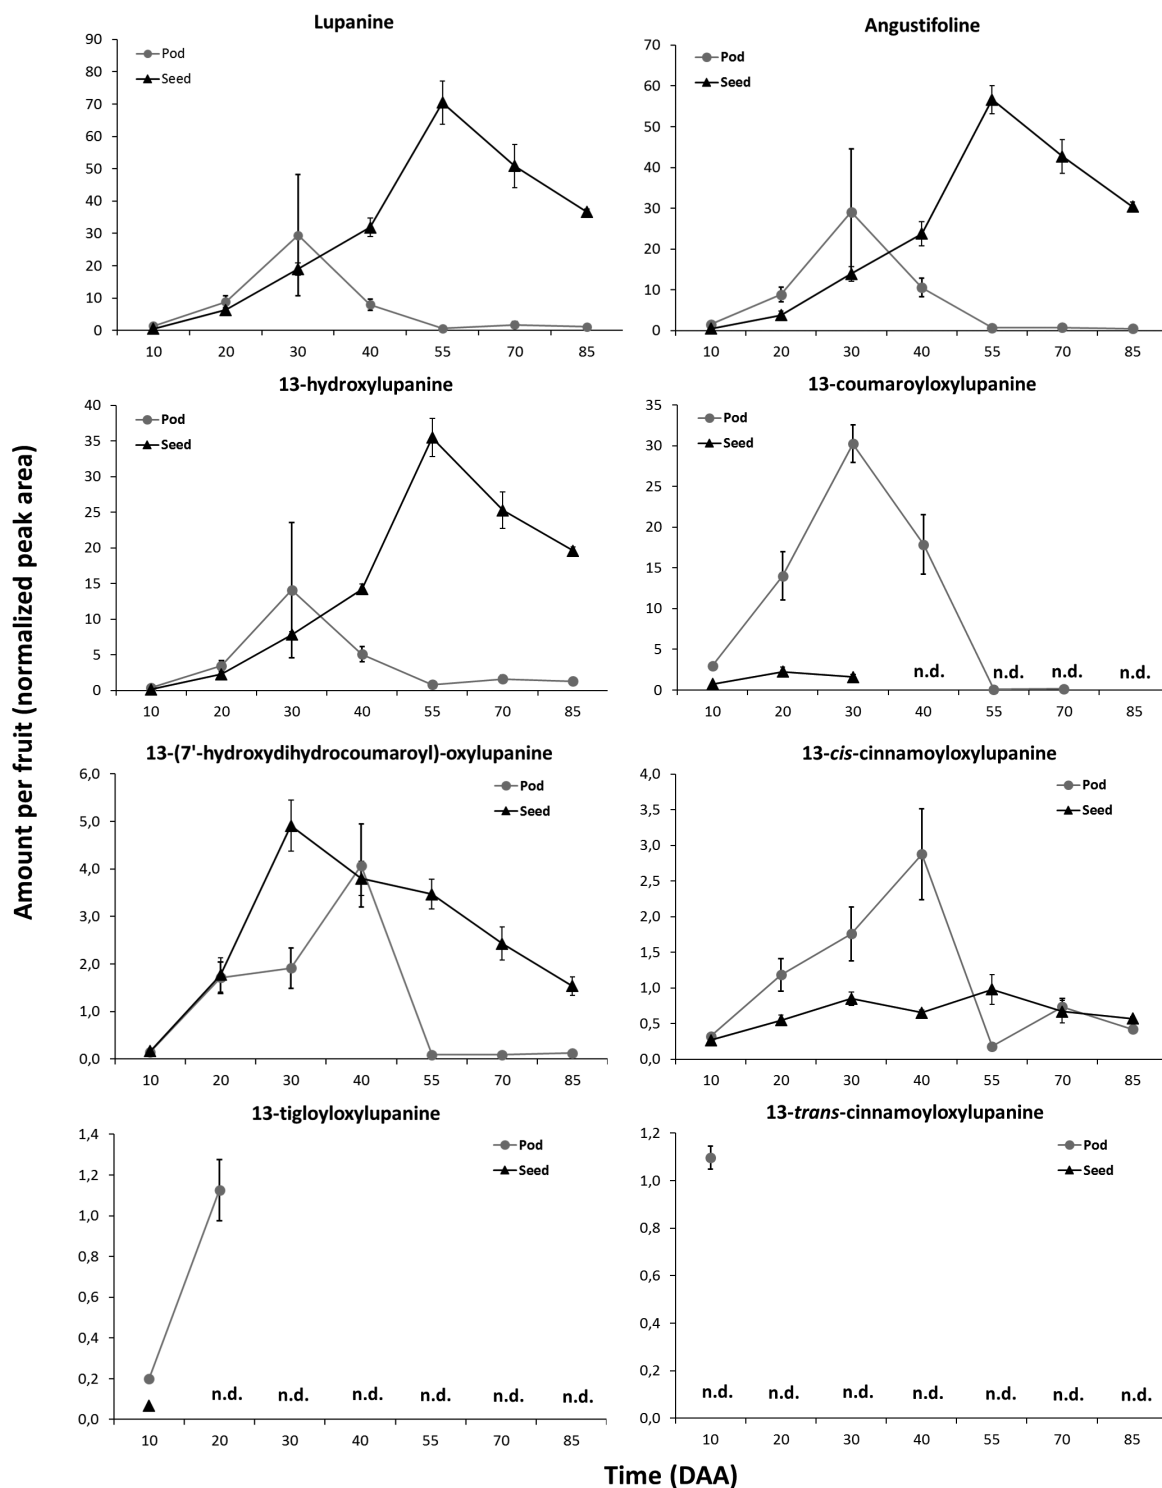 Lupanine
90
80
70
60
50
40
30
20
10
0
Pod
Seed
10 20 30 40 55 70 85
Angustifoline
70
60
50
40
30
20
10
0
Pod
Seed
10 20 30 40 55 70 85
13-hydroxylupanine
40
35
30
25
20
15
10
5
0
Pod
Seed
10 20 30 40 55 70 85
13-coumaroyloxylupanine
35
30
25
20
15
10
5
0
Pod
Seed
n.d. n.d. n.d. n.d.
10 20 30 40 55 70 85
Amount per fruit (normalized peak area)
13-(7'-hydroxydihydrocoumaroyl)-oxylupanine
6,0
5,0
4,0
3,0
2,0
1,0
0,0
Pod
Seed
10 20 30 40 55 70 85
13-cis-cinnamoyloxylupanine
4,0
3,5
3,0
2,5
2,0
1,5
1,0
0,5
0,0
Pod
Seed
10 20 30 40 55 70 85
13-tigloyloxylupanine
1,4
1,2
1,0
0,8
0,6
0,4
0,2
0,0
Pod
Seed
n.d. n.d. n.d. n.d. n.d. n.d.
10 20 30 40 55 70 85
13-trans-cinnamoyloxylupanine
1,2
1,0
0,8
0,6
0,4
0,2
0,0
Pod
Seed
n.d. n.d. n.d. n.d. n.d. n.d. n.d.
10 20 30 40 55 70 85
Time (DAA)